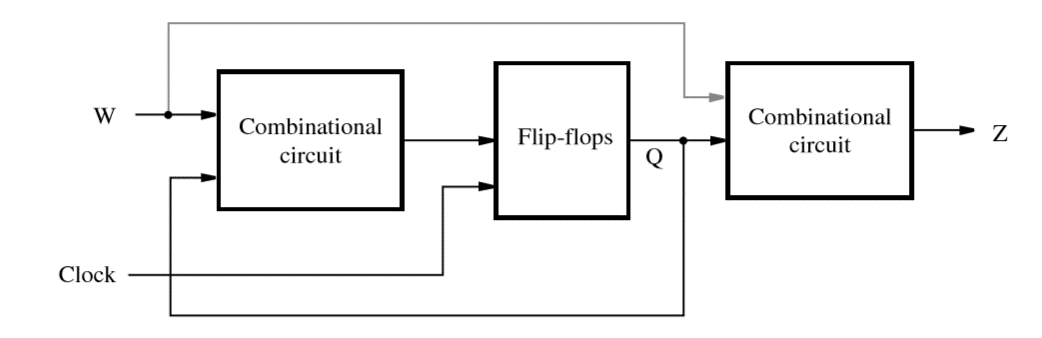 W
Combinational
circuit
Flip-flops
Q
Combinational
circuit
Z
Clock